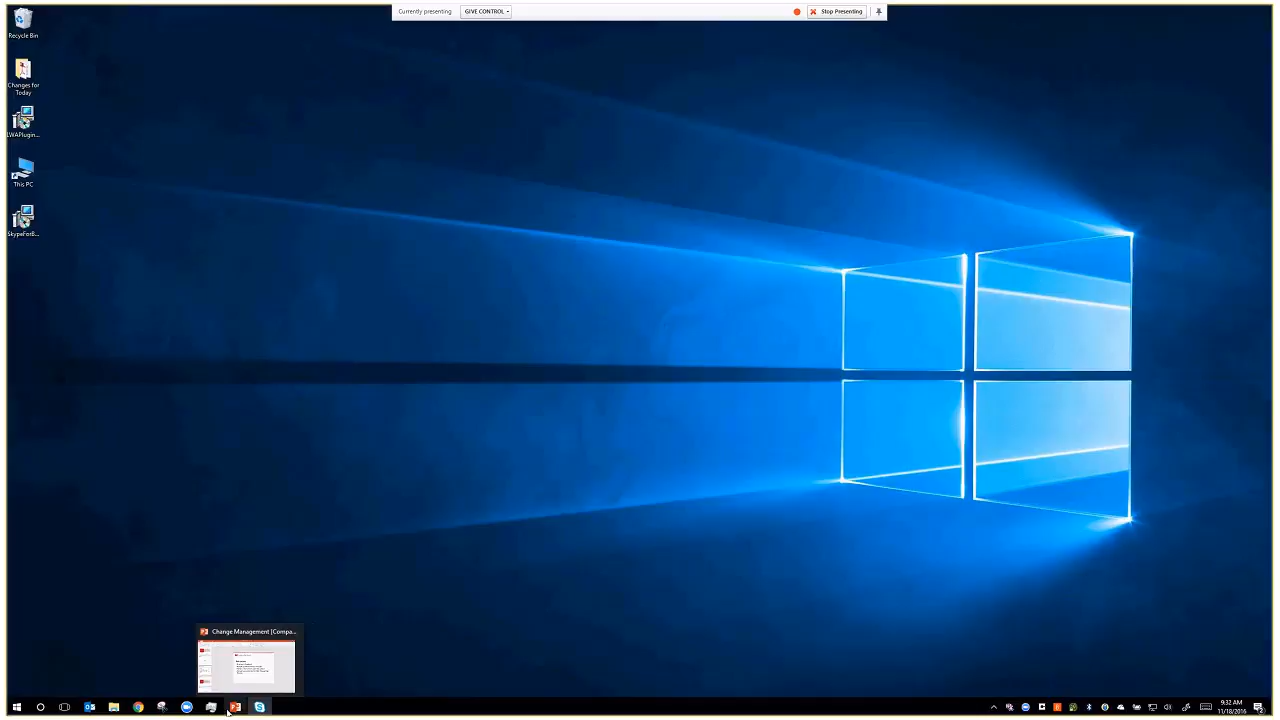 Currently presenting GIVE CONTROL Stop Presenting
Recycle Bin
Changes for
Today
LWAPlugin...
This PC
SkypeForB...
Change Management [Compa...
9:32 AM
11/18/2016